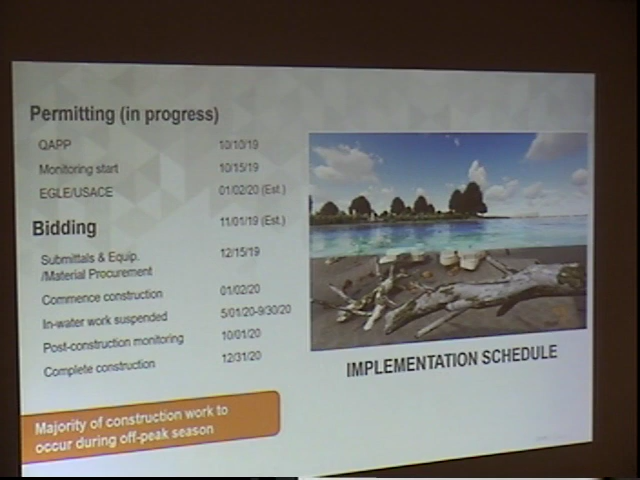 Permitting (in progress)
QAPP 10/10/19
Monitoring start 10/15/19
EGLE/USACE 01/02/20 (Est.)
Bidding 11/01/19 (Est.)
Submittals & Equip. 12/15/19
/Material Procurement
Commence construction 01/02/20
In-water work suspended 5/01/20-9/30/20
Post-construction monitoring 10/01/20
Complete construction 12/31/20
IMPLEMENTATION SCHEDULE
Majority of construction work to
occur during off-peak season